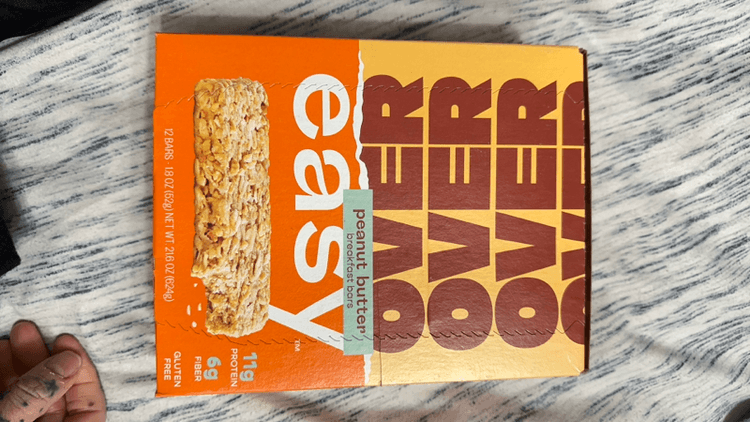 OVER
OVER
OVER
OVER
peanut butter
breakfast bars
easy™
11g
PROTEIN
6g
FIBER
GLUTEN
FREE
12 BARS 1.8 OZ (52g) NET WT. 21.6 OZ (624g)